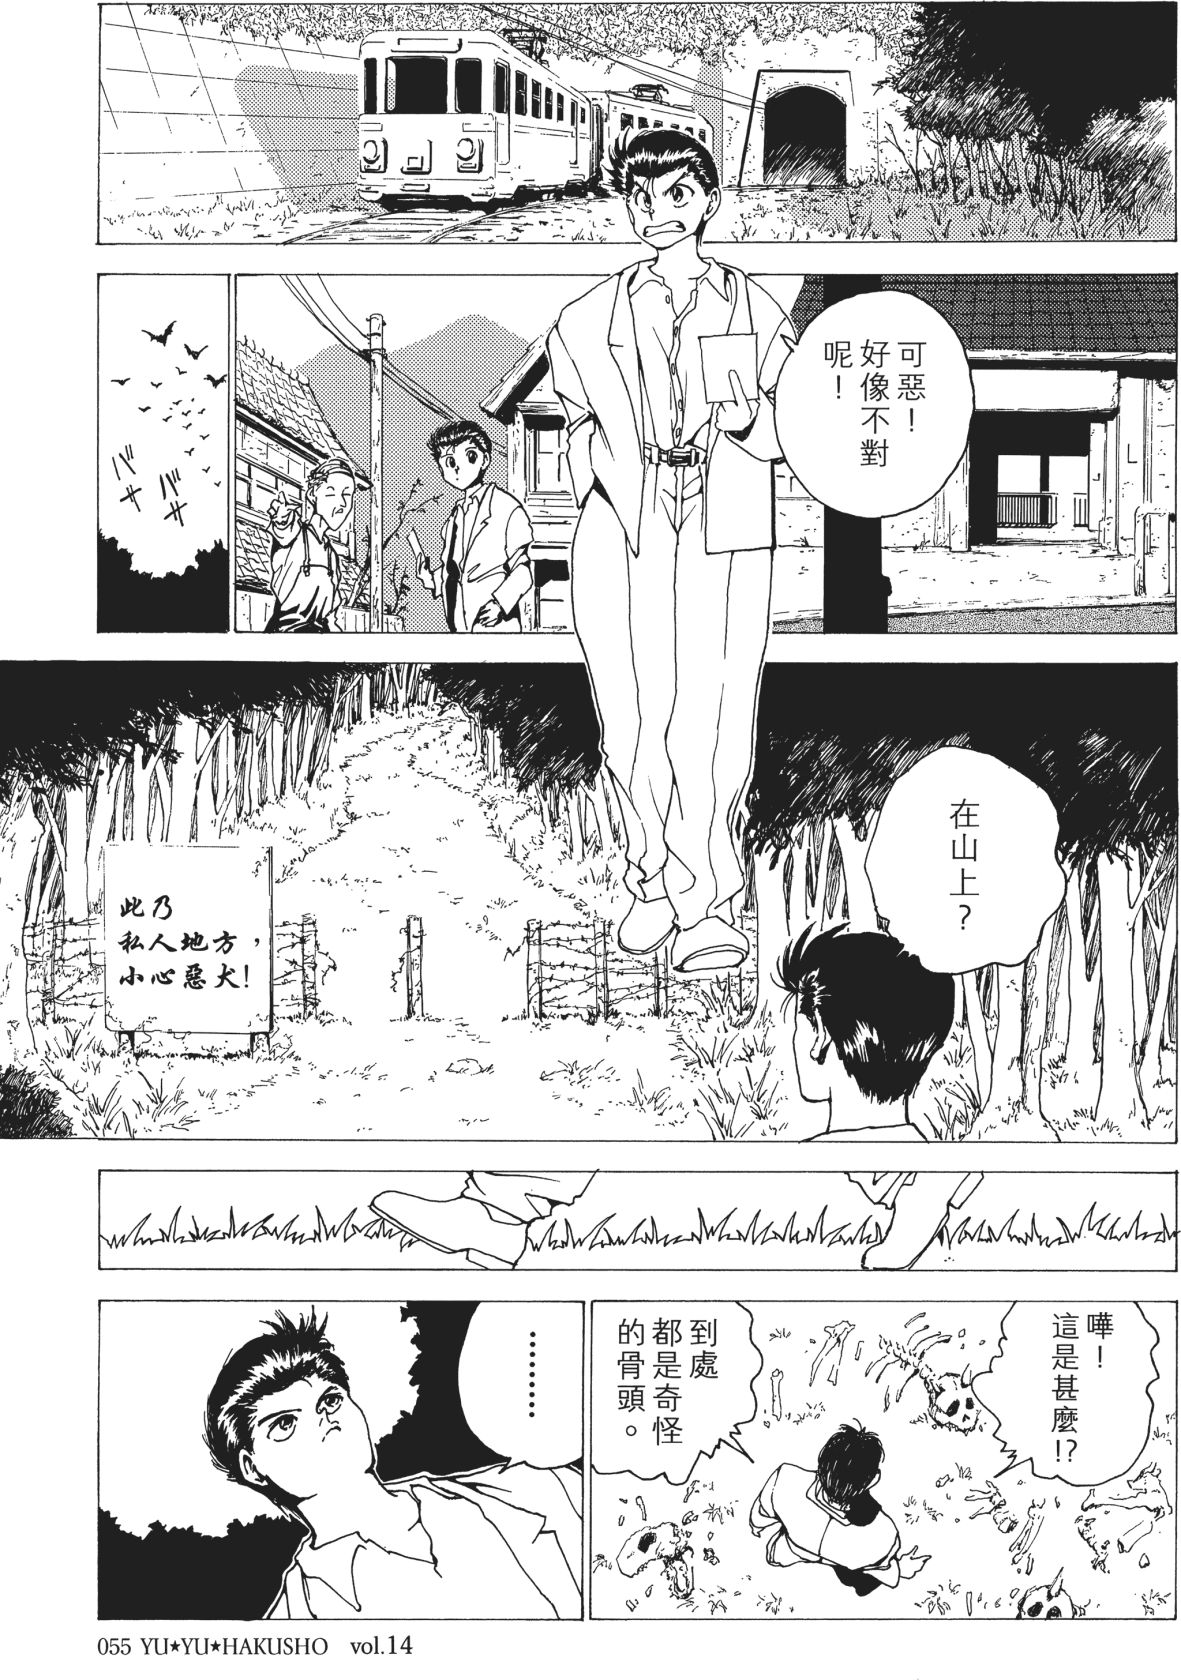 可惡！
好像不對
呢！
バ
サ
バ
サ
在山上？
此乃
私人地方，
小心惡犬!
嘩！
這是甚麼!?
到處
都是奇怪
的骨頭。
………
055 YU★YU★HAKUSHO vol.14